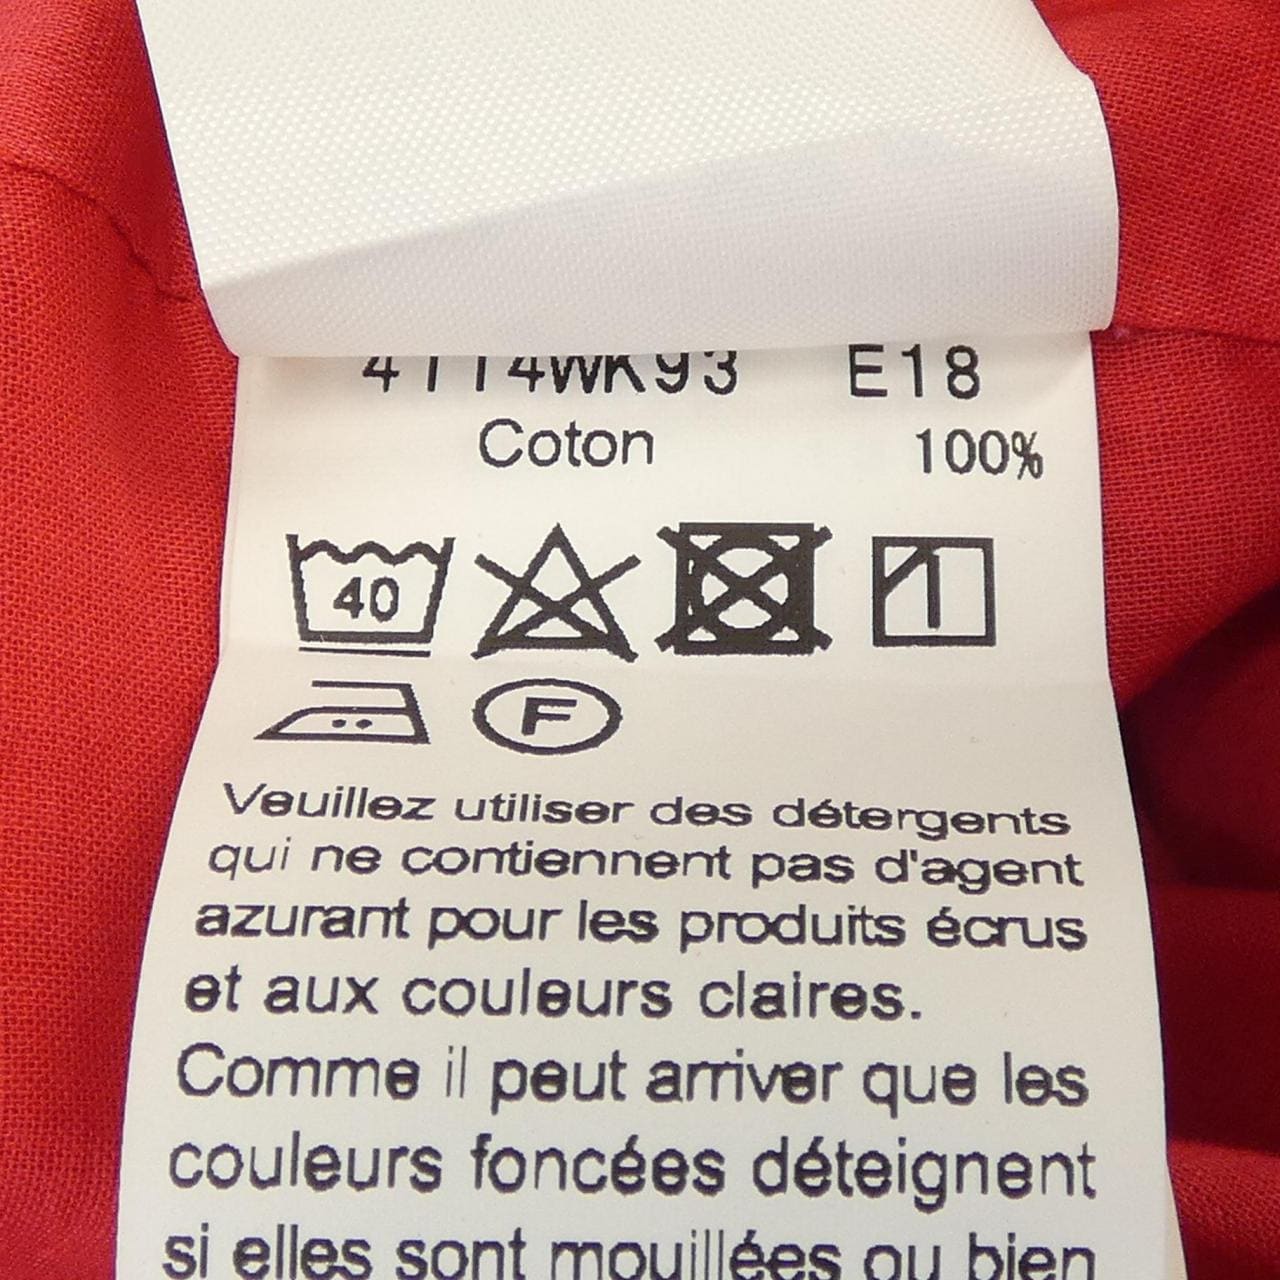 4114WK93 E18
Coton 100%
40
F
Veuillez utiliser des détergents
qui ne contiennent pas d'agent
azurant pour les produits écrus
et aux couleurs claires.
Comme il peut arriver que les
couleurs foncées déteignent
si elles sont mouillées ou bien